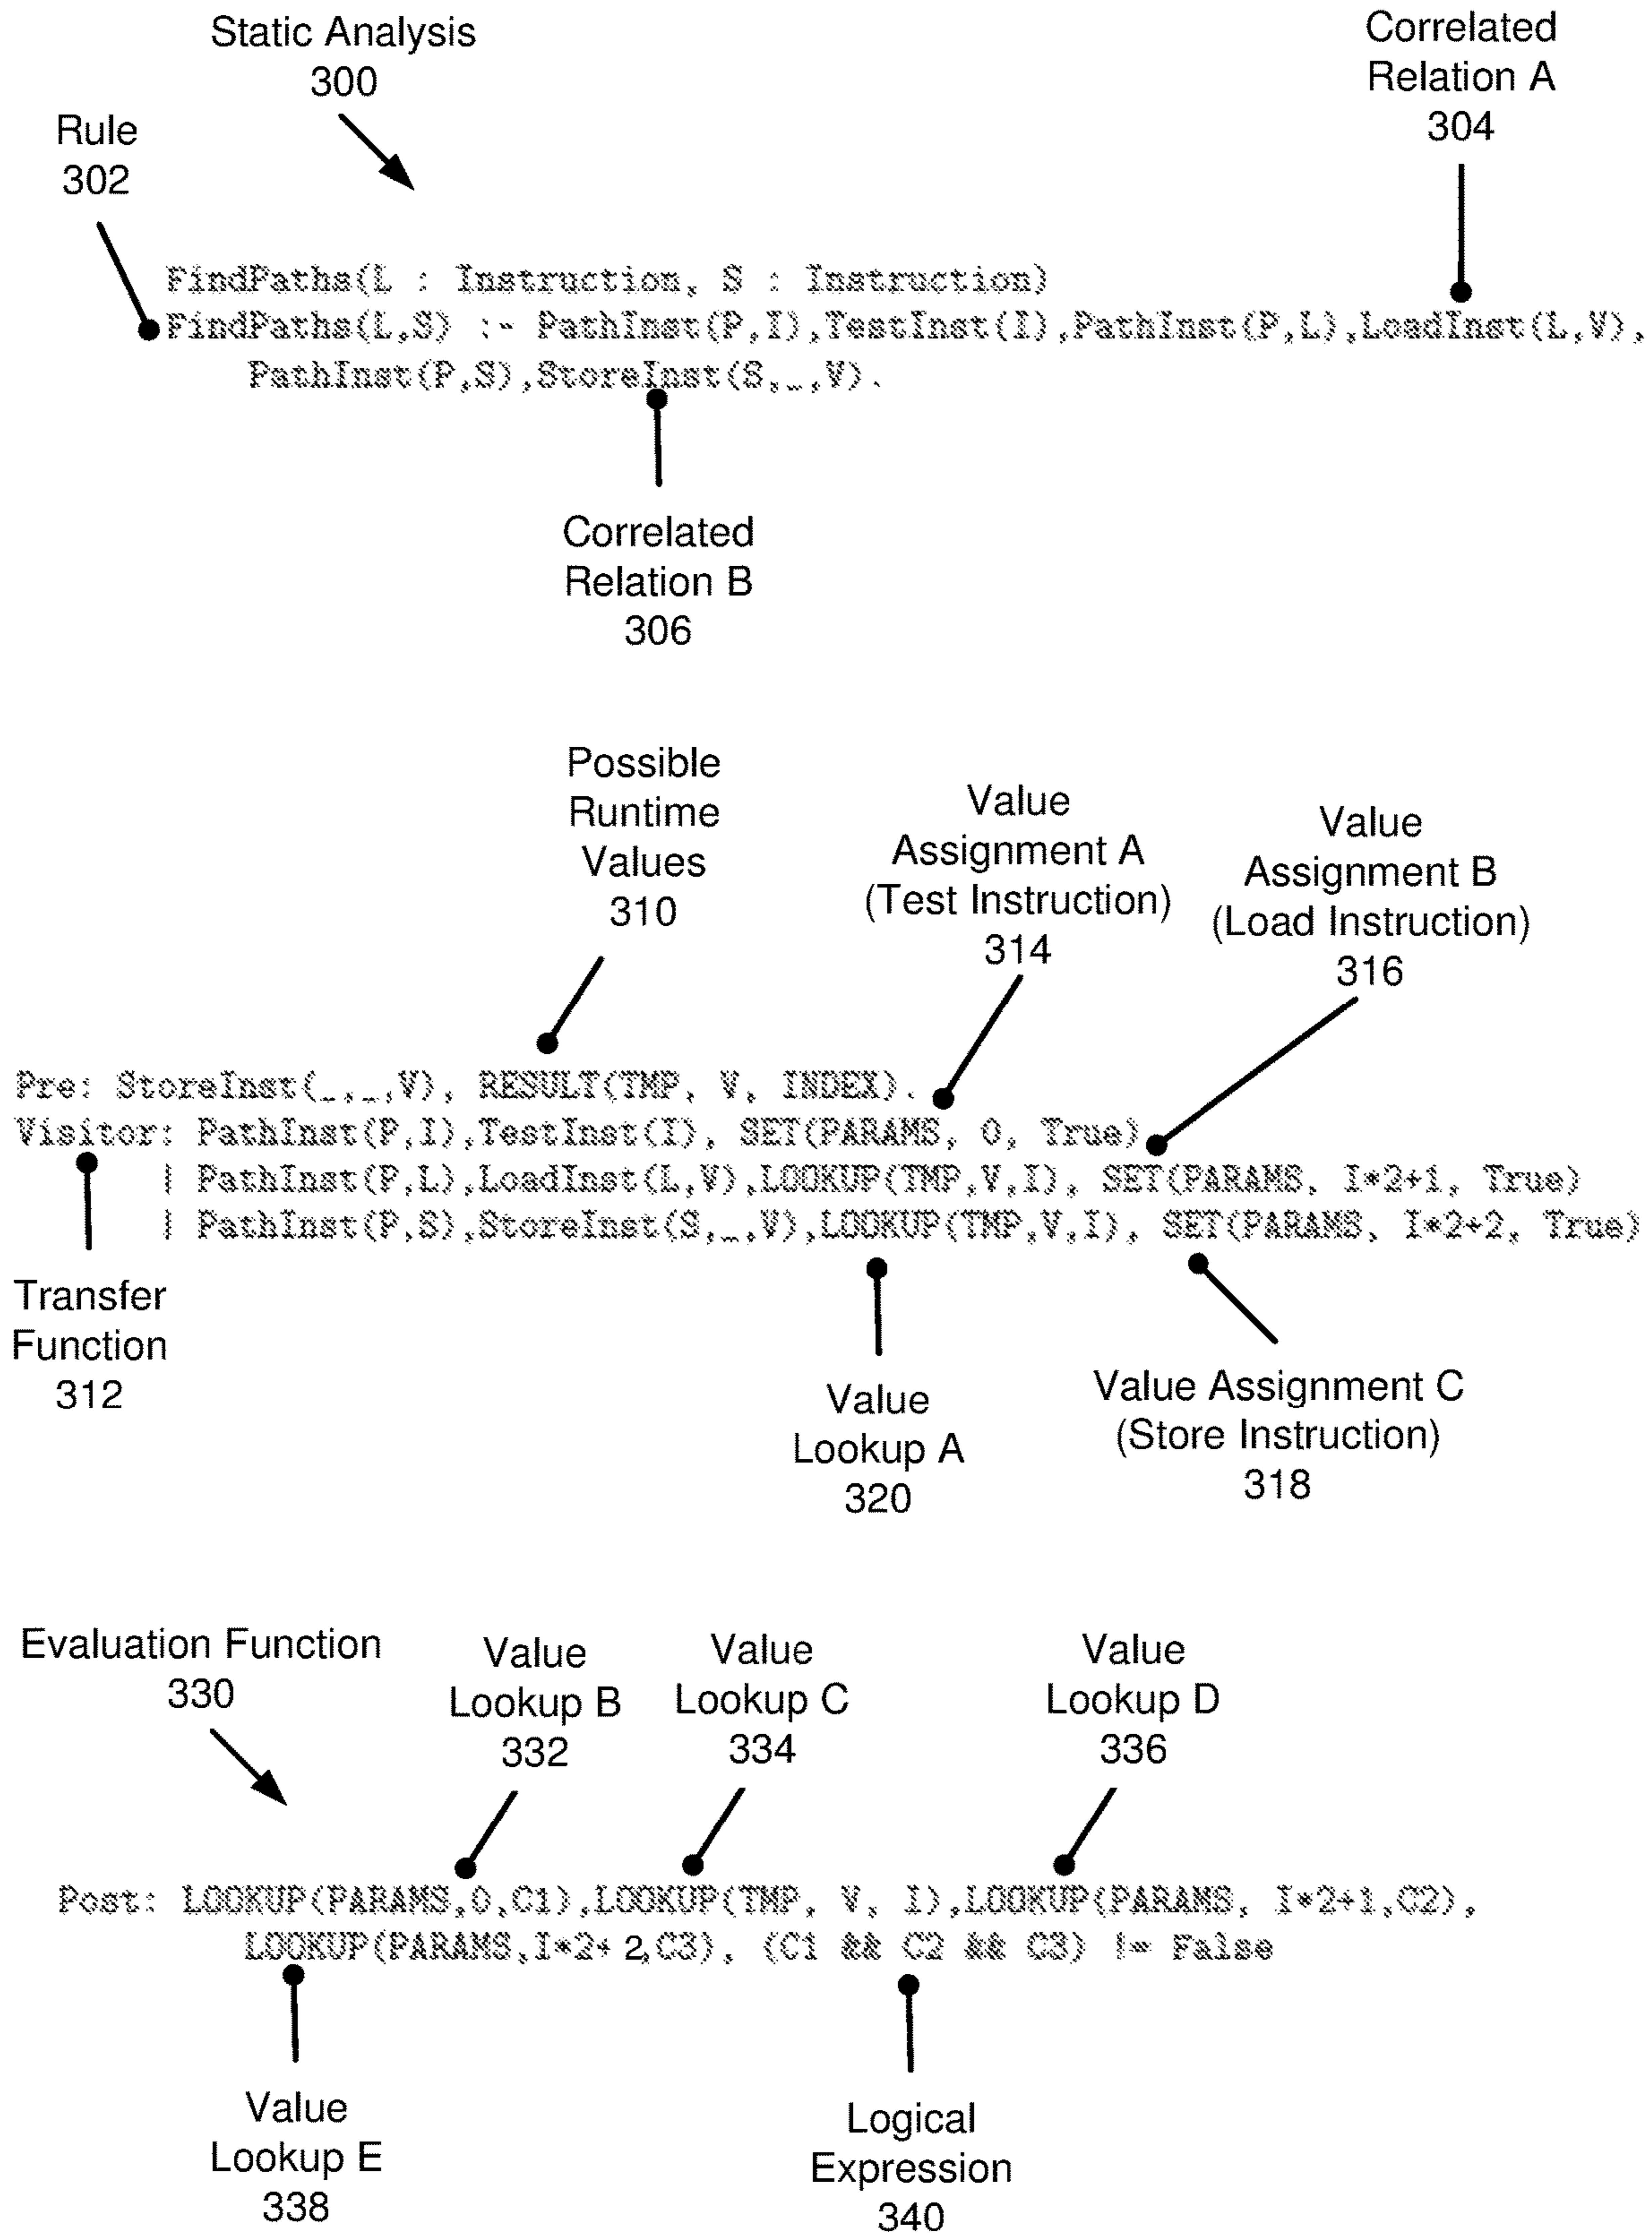 Static Analysis
300
Correlated
Relation A
304
Rule
302
FindPaths(L : Instruction, S : Instruction)
FindPaths(L,S) :- PathInst(P,I),TestInst(I),PathInst(P,L),LoadInst(L,V),
PathInst(P,S),StoreInst(S,_,V).
Correlated
Relation B
306
Possible
Runtime
Values
310
Value
Assignment A
(Test Instruction)
314
Value
Assignment B
(Load Instruction)
316
Pre: StoreInst(_,_,V), RESULT(TMP, V, INDEX).
Visitor: PathInst(P,I),TestInst(I), SET(PARAMS, 0, True)
| PathInst(P,L),LoadInst(L,V),LOOKUP(TMP,V,I), SET(PARAMS, I*2+1, True)
| PathInst(P,S),StoreInst(S,_,V),LOOKUP(TMP,V,I), SET(PARAMS, I*2+2, True)
Transfer
Function
312
Value
Lookup A
320
Value Assignment C
(Store Instruction)
318
Evaluation Function
330
Value
Lookup B
332
Value
Lookup C
334
Value
Lookup D
336
Post: LOOKUP(PARAMS,0,C1),LOOKUP(TMP, V, I),LOOKUP(PARAMS, I*2+1,C2),
LOOKUP(PARAMS,I*2+ 2,C3), (C1 && C2 && C3) != False
Value
Lookup E
338
Logical
Expression
340